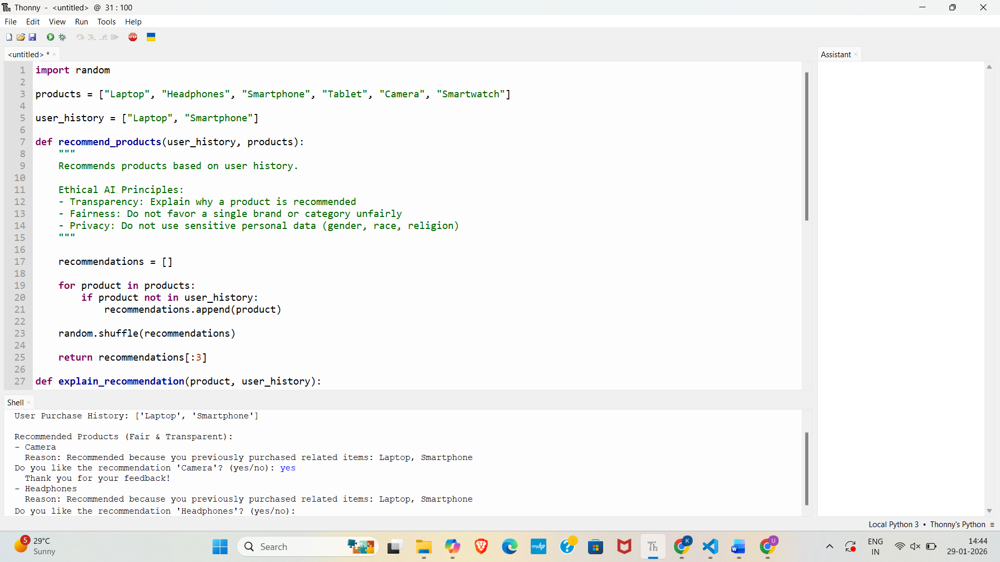 Thonny - <untitled> @ 31 : 100
File Edit View Run Tools Help
<untitled> * ×
Assistant ×
1 import random
2
3 products = ["Laptop", "Headphones", "Smartphone", "Tablet", "Camera", "Smartwatch"]
4
5 user_history = ["Laptop", "Smartphone"]
6
7 def recommend_products(user_history, products):
8     """
9     Recommends products based on user history.
10
11     Ethical AI Principles:
12     - Transparency: Explain why a product is recommended
13     - Fairness: Do not favor a single brand or category unfairly
14     - Privacy: Do not use sensitive personal data (gender, race, religion)
15     """
16
17     recommendations = []
18
19     for product in products:
20         if product not in user_history:
21             recommendations.append(product)
22
23     random.shuffle(recommendations)
24
25     return recommendations[:3]
26
27 def explain_recommendation(product, user_history):
Shell ×
User Purchase History: ['Laptop', 'Smartphone']
Recommended Products (Fair & Transparent):
- Camera
  Reason: Recommended because you previously purchased related items: Laptop, Smartphone
Do you like the recommendation 'Camera'? (yes/no): yes
  Thank you for your feedback!
- Headphones
  Reason: Recommended because you previously purchased related items: Laptop, Smartphone
Do you like the recommendation 'Headphones'? (yes/no):
Local Python 3 • Thonny's Python ≡
5
29°C
Sunny
Search
myhp
K
U
ENG
IN
14:44
29-01-2026